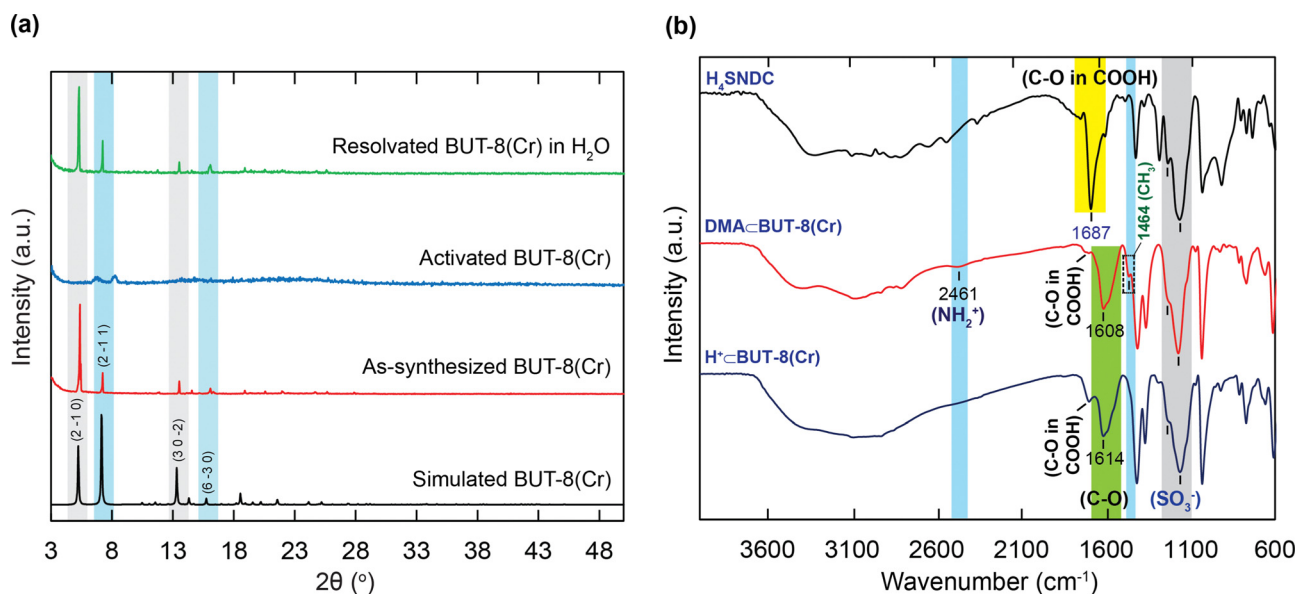 (a)
Resolvated BUT-8(Cr) in H₂O
Activated BUT-8(Cr)
As-synthesized BUT-8(Cr)
Simulated BUT-8(Cr)
(2 -1 0)
(2 -1 1)
(3 0 -2)
(6 -3 0)
Intensity (a.u.)
3 8 13 18 23 28 33 38 43 48
2θ (°)
(b)
H₄SNDC
(C-O in COOH)
1687
1464 (CH₃)
DMA⊂BUT-8(Cr)
2461
(NH₂⁺)
(C-O in
COOH)
1608
H⁺⊂BUT-8(Cr)
(C-O in
COOH)
1614
(C-O)
(SO₃⁻)
Intensity (a.u.)
3600 3100 2600 2100 1600 1100 600
Wavenumber (cm⁻¹)